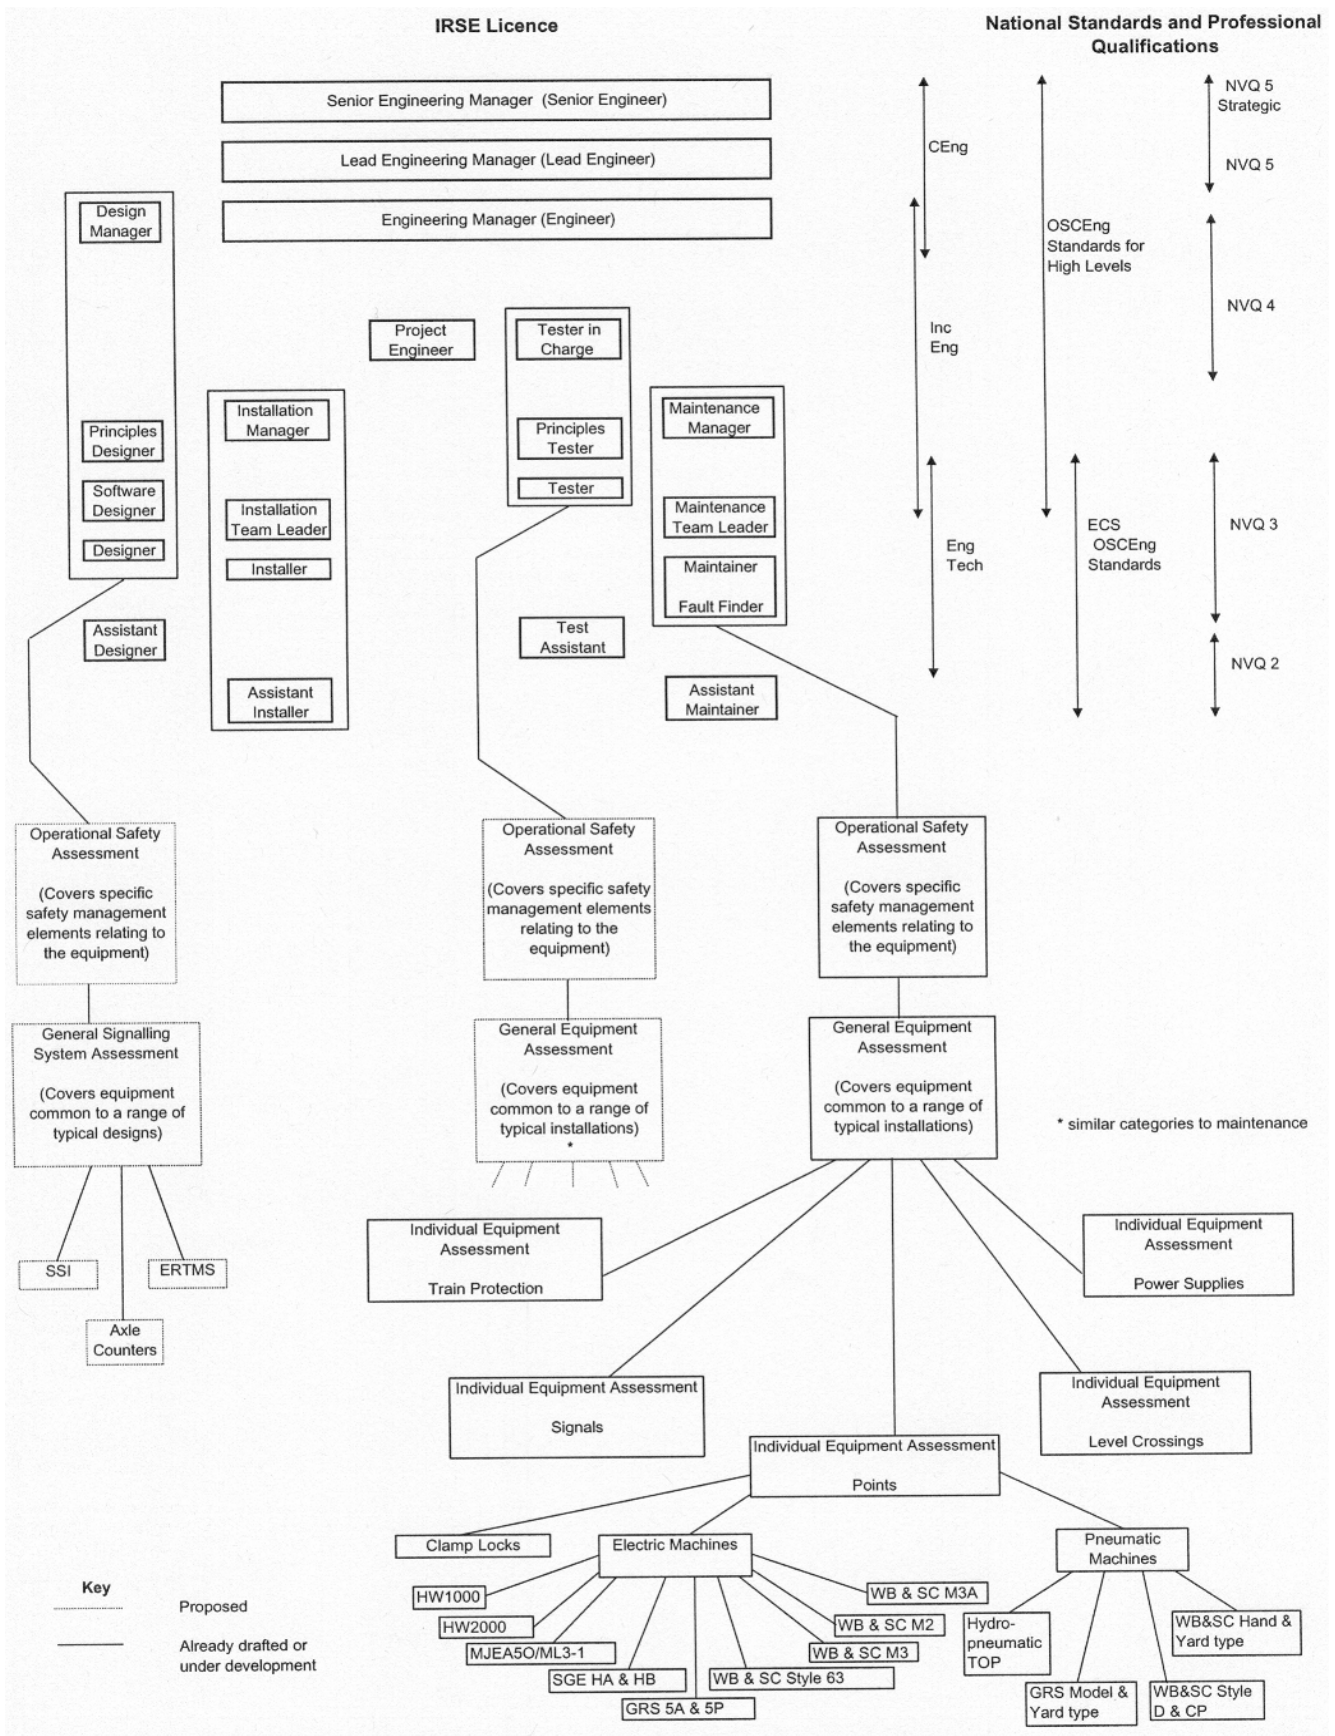 IRSE Licence
National Standards and Professional
Qualifications
Senior Engineering Manager (Senior Engineer)
Lead Engineering Manager (Lead Engineer)
Engineering Manager (Engineer)
CEng
NVQ 5
Strategic
NVQ 5
Design
Manager
OSCEng
Standards for
High Levels
NVQ 4
Project
Engineer
Tester in
Charge
Inc
Eng
Principles
Designer
Installation
Manager
Principles
Tester
Maintenance
Manager
Software
Designer
Tester
Installation
Team Leader
Maintenance
Team Leader
ECS
OSCEng
Standards
NVQ 3
Designer
Installer
Maintainer
Fault Finder
Eng
Tech
Assistant
Designer
Test
Assistant
NVQ 2
Assistant
Installer
Assistant
Maintainer
Operational Safety
Assessment
(Covers specific
safety management
elements relating to
the equipment)
Operational Safety
Assessment
(Covers specific safety
management elements
relating to the
equipment)
Operational Safety
Assessment
(Covers specific
safety management
elements relating to
the equipment)
General Signalling
System Assessment
(Covers equipment
common to a range of
typical designs)
General Equipment
Assessment
(Covers equipment
common to a range of
typical installations)
*
General Equipment
Assessment
(Covers equipment
common to a range of
typical installations)
* similar categories to maintenance
SSI
ERTMS
Axle
Counters
Individual Equipment
Assessment
Train Protection
Individual Equipment
Assessment
Power Supplies
Individual Equipment Assessment
Signals
Individual Equipment
Assessment
Level Crossings
Individual Equipment Assessment
Points
Clamp Locks
Electric Machines
Pneumatic
Machines
HW1000
HW2000
MJEA5O/ML3-1
SGE HA & HB
GRS 5A & 5P
WB & SC Style 63
WB & SC M3
WB & SC M2
WB & SC M3A
Hydro-
pneumatic
TOP
GRS Model &
Yard type
WB&SC Style
D & CP
WB&SC Hand &
Yard type
Key
Proposed
Already drafted or
under development